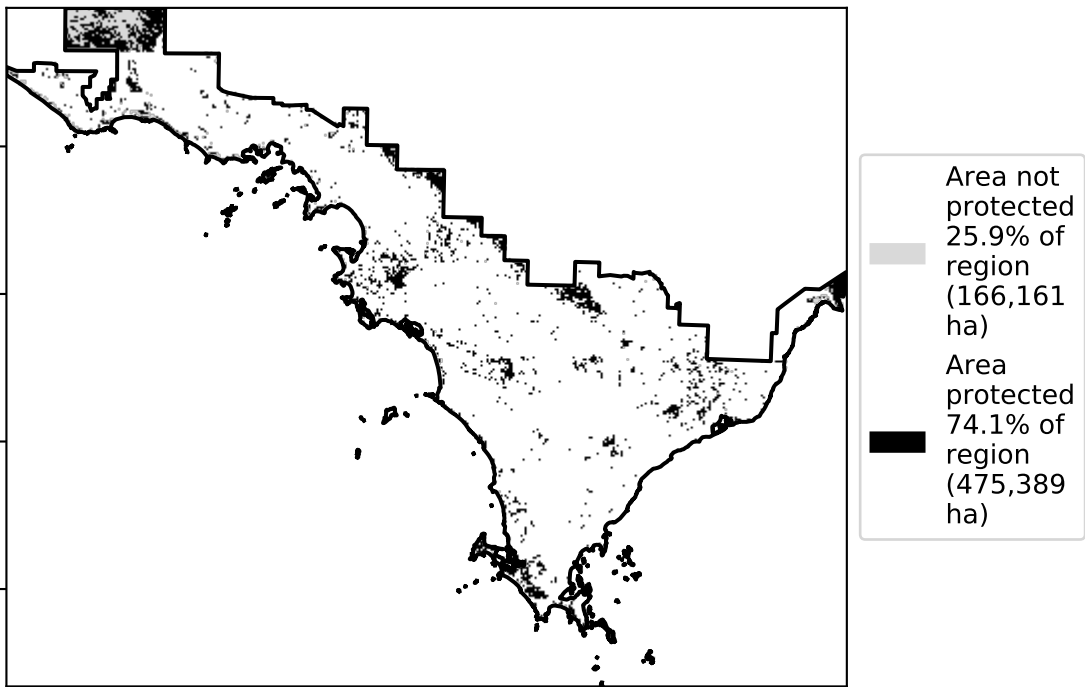 Area not
protected
25.9% of
region
(166,161
ha)
Area
protected
74.1% of
region
(475,389
ha)